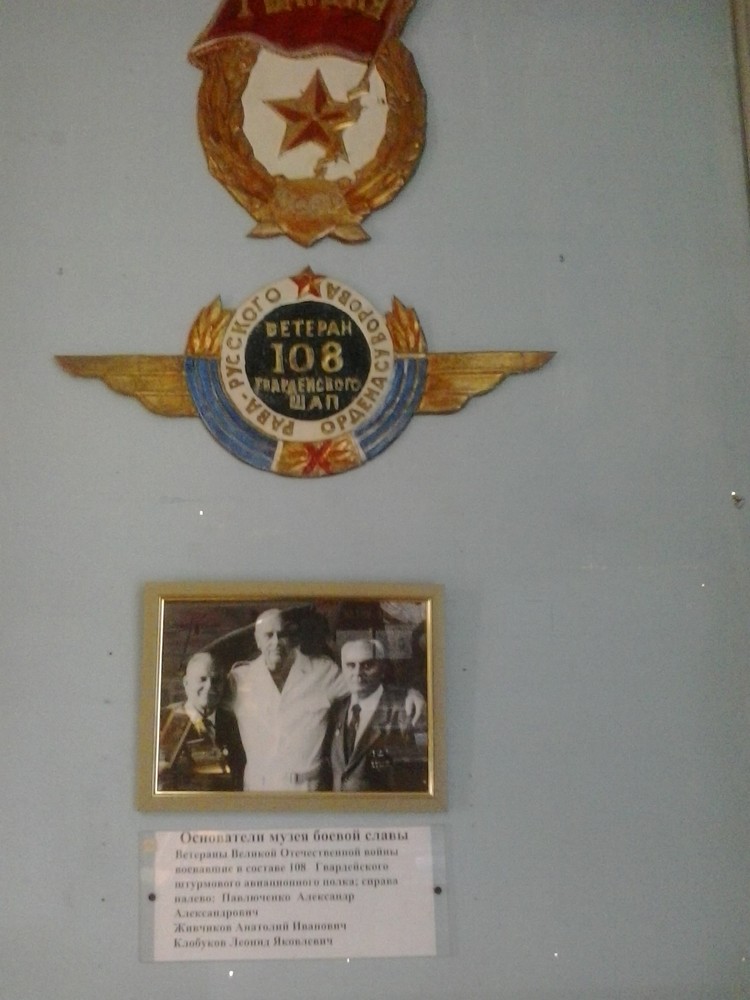 ВЕТЕРАН
108
ГВАРДЕЙСКОГО
ШАП
РАВА-РУССКОГО ОРДЕНА СУВОРОВА
Основатели музея боевой славы
Ветераны Великой Отечественной войны
воевавшие в составе 108 Гвардейского
штурмового авиационного полка; справа
налево: Павлюченко Александр
Александрович
Живчиков Анатолий Иванович
Клобуков Леонид Яковлевич